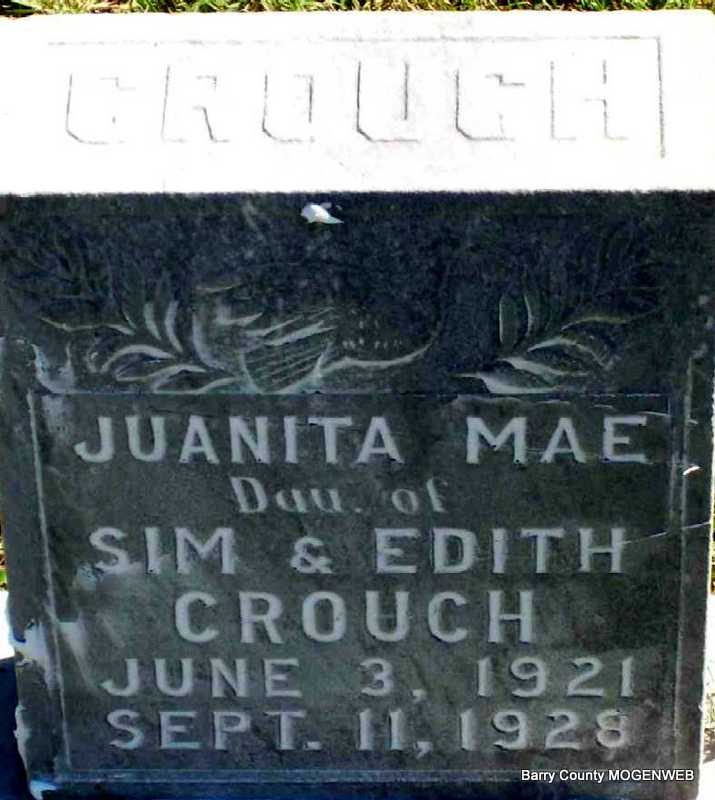 CROUCH
JUANITA MAE
Dau. of
SIM & EDITH
CROUCH
JUNE 3, 1921
SEPT. 11, 1928
Barry County MOGENWEB